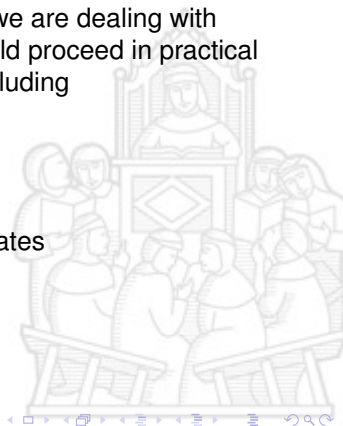 we are dealing with
ld proceed in practical
luding
ates